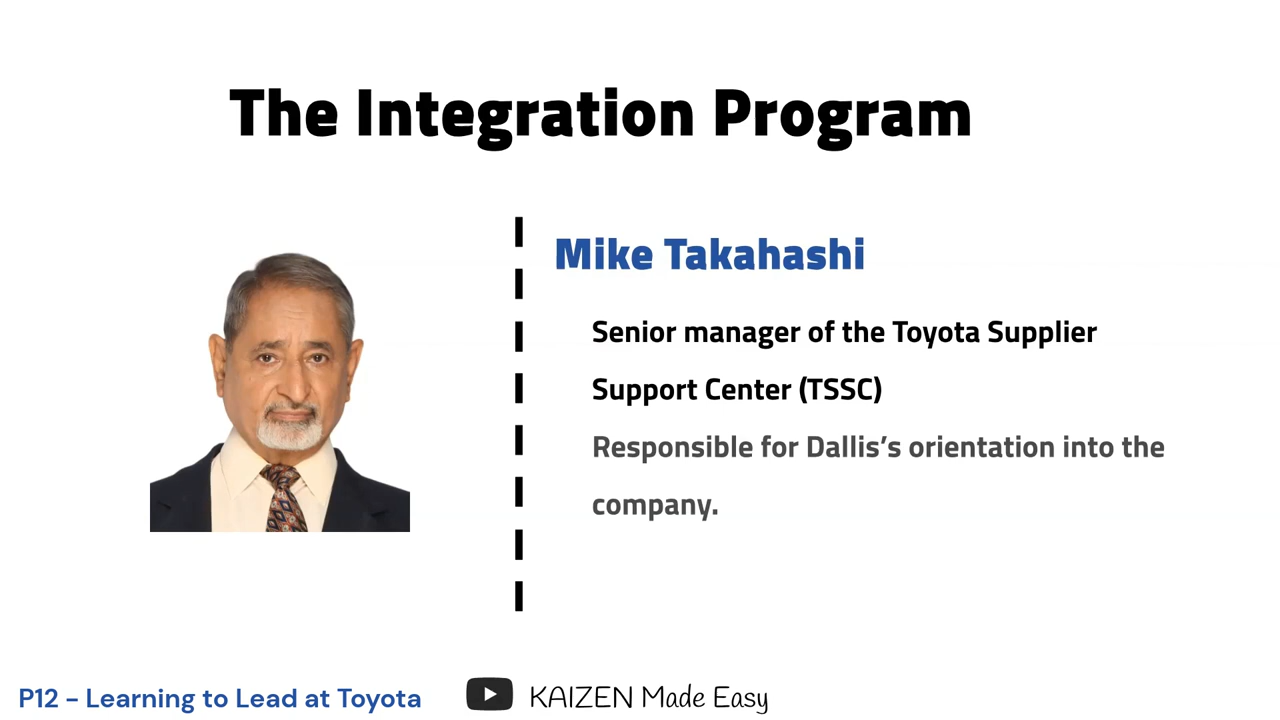 The Integration Program
Mike Takahashi
Senior manager of the Toyota Supplier
Support Center (TSSC)
Responsible for Dallis’s orientation into the
company.
P12 - Learning to Lead at Toyota
KAIZEN Made Easy